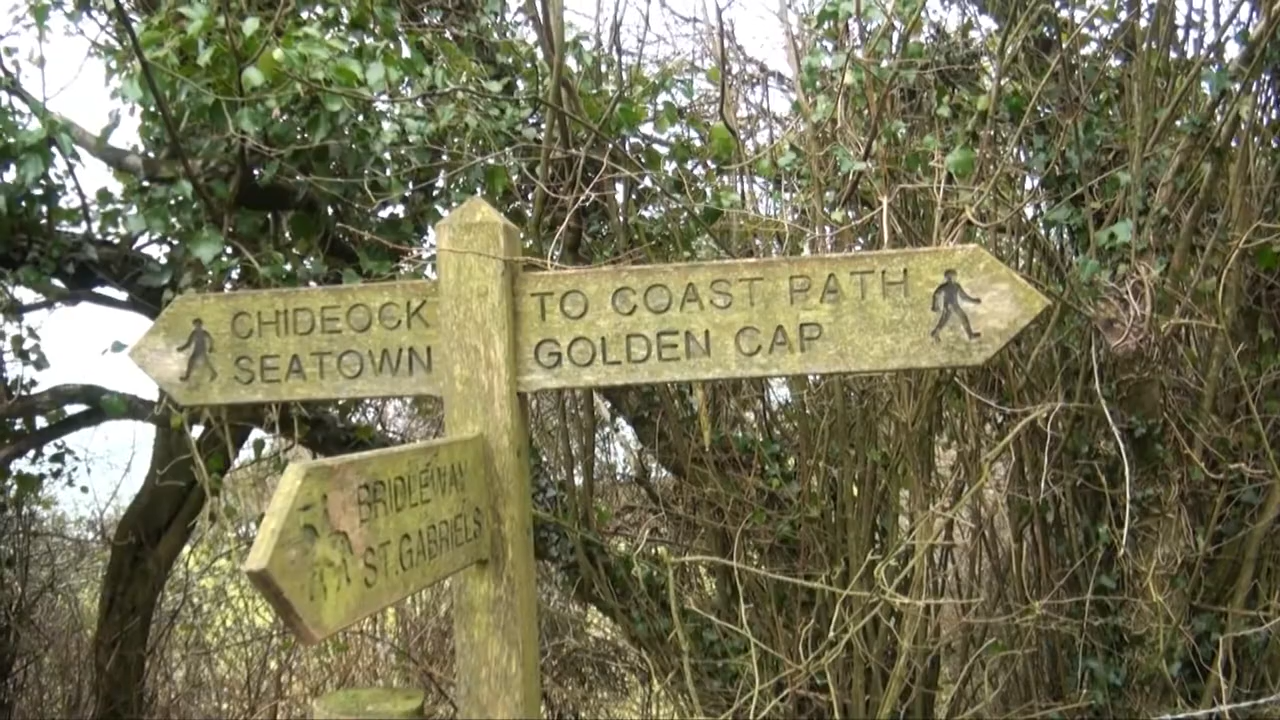 CHIDEOCK
SEATOWN
TO COAST PATH
GOLDEN CAP
BRIDLEWAY
ST. GABRIELS